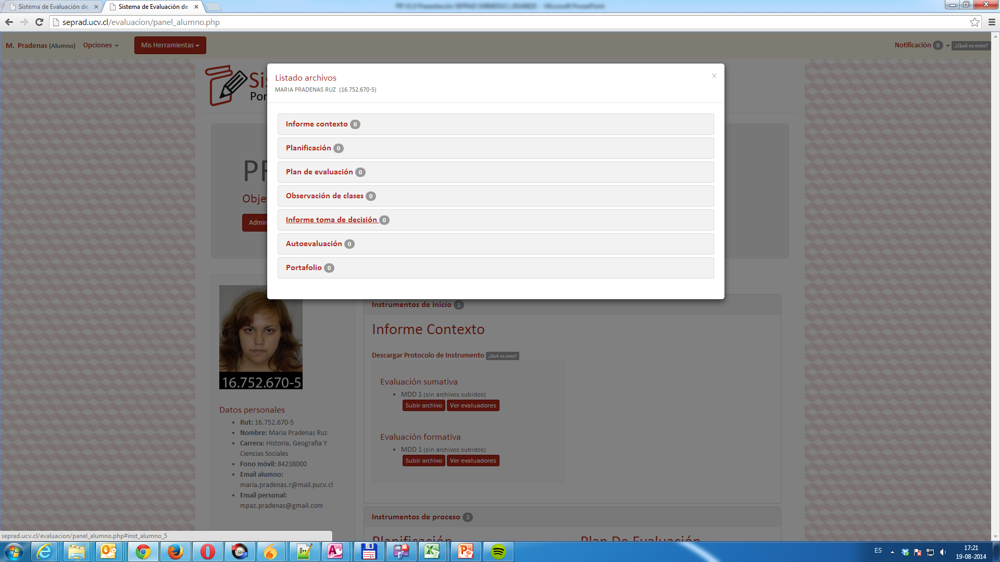 Sistema de Evaluación de
Sistema de Evaluación de
seprad.ucv.cl/evaluacion/panel_alumno.php
M. Pradenas (Alumno) Opciones Mis Herramientas Notificación 0 ¿Qué es esto?
Listado archivos
MARIA PRADENAS RUZ (16.752.670-5)
Informe contexto 0
Planificación 0
Plan de evaluación 0
Observación de clases 0
Informe toma de decisión 0
Autoevaluación 0
Portafolio 0
Instrumentos de inicio 1
Informe Contexto
Descargar Protocolo de Instrumento ¿Qué es esto?
Evaluación sumativa
MDD 1 (sin archivos subidos)
Subir archivo Ver evaluadores
Evaluación formativa
MDD 1 (sin archivos subidos)
Subir archivo Ver evaluadores
16.752.670-5
Datos personales
Rut: 16.752.670-5
Nombre: Maria Pradenas Ruz
Carrera: Historia, Geografia Y
Ciencias Sociales
Fono móvil: 84238000
Email alumno:
maria.pradenas.r@mail.pucv.cl
Email personal:
mpaz.pradenas@gmail.com
Instrumentos de proceso 3
Planificación Plan De Evaluación
seprad.ucv.cl/evaluacion/panel_alumno.php#inst_alumno_5
ES
17:21
19-08-2014